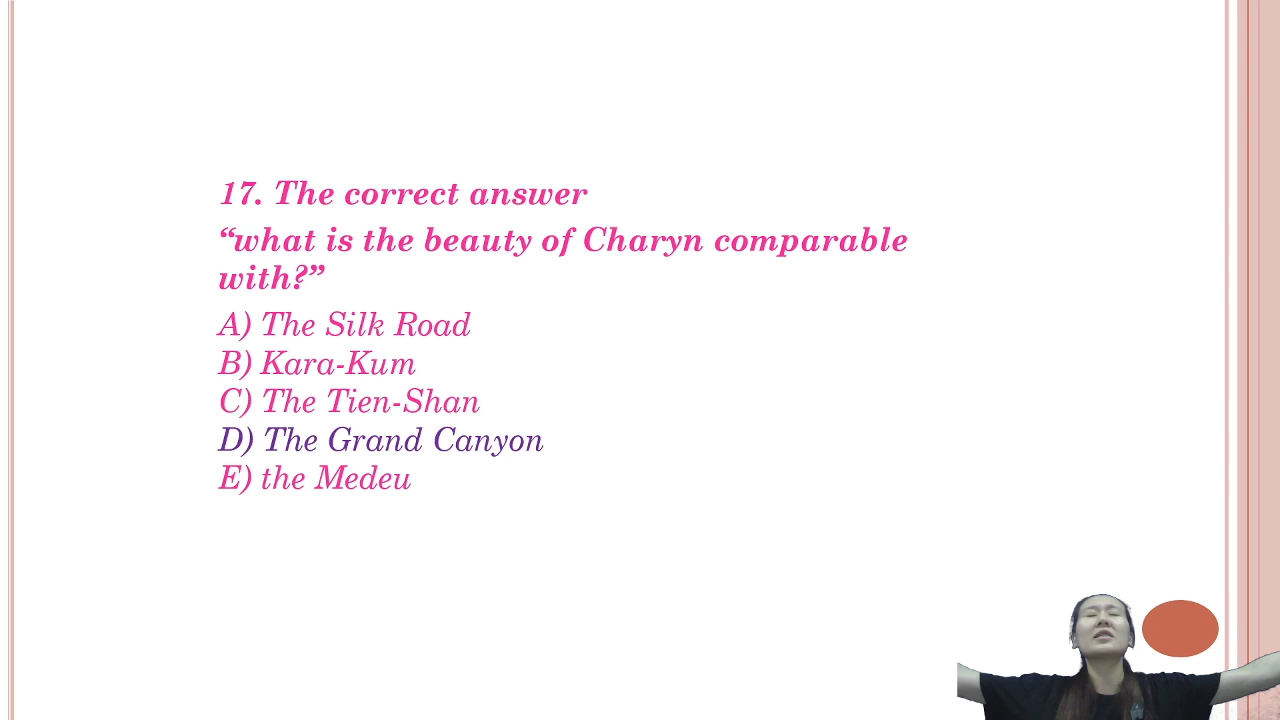 17. The correct answer
“what is the beauty of Charyn comparable
with?”
A) The Silk Road
B) Kara-Kum
C) The Tien-Shan
D) The Grand Canyon
E) the Medeu